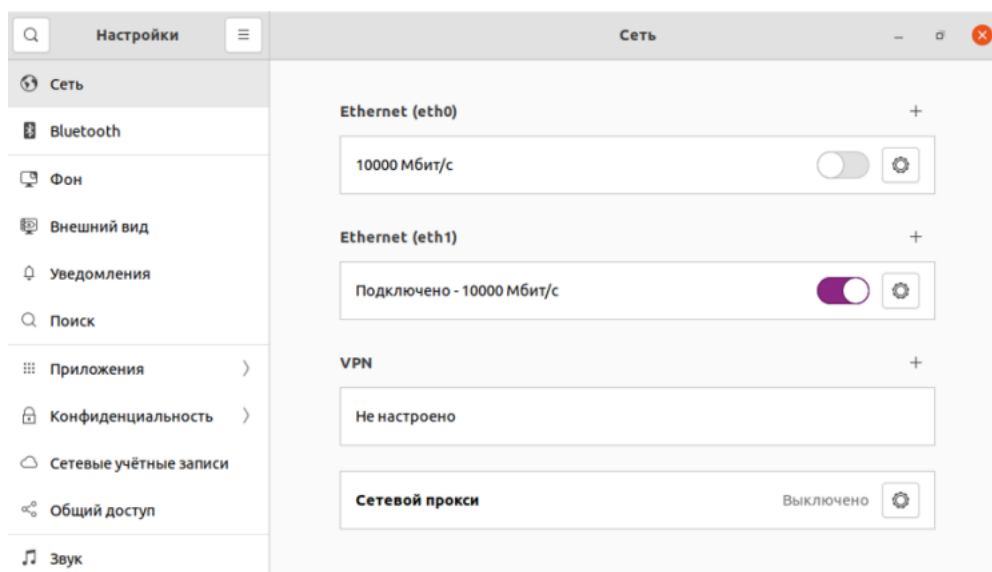 Настройки
Сеть
Сеть
Bluetooth
Фон
Внешний вид
Уведомления
Поиск
Приложения
Конфиденциальность
Сетевые учётные записи
Общий доступ
Звук
Ethernet (eth0)
10000 Мбит/с
Ethernet (eth1)
Подключено - 10000 Мбит/с
VPN
Не настроено
Сетевой прокси
Выключено